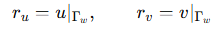 r_u = u|_{Γ_w},    r_v = v|_{Γ_w}